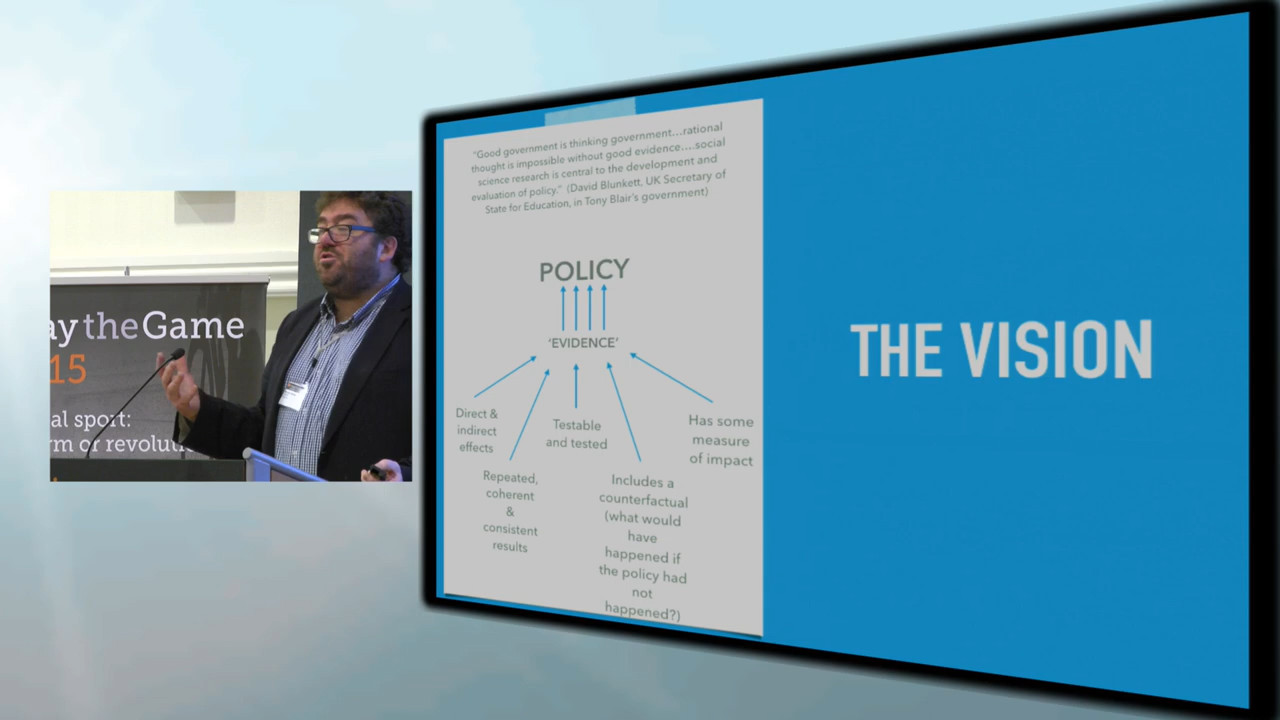 ay the Game
15
al sport:
rm or revolut
"Good government is thinking government...rational
thought is impossible without good evidence....social
science research is central to the development and
evaluation of policy." (David Blunkett, UK Secretary of
State for Education, in Tony Blair's government)
POLICY
'EVIDENCE'
Direct &
indirect
effects
Testable
and tested
Has some
measure
of impact
Repeated,
coherent
&
consistent
results
Includes a
counterfactual
(what would
have
happened if
the policy had
not
happened?)
THE VISION